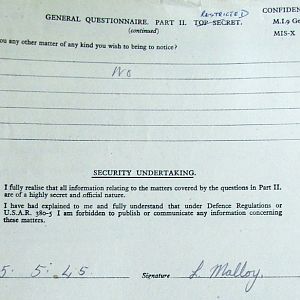 RESTRICTED
CONFIDEN
GENERAL QUESTIONNAIRE. PART II. TOP SECRET.
(continued)
M.I.9 Ge
MIS-X
ou any other matter of any kind you wish to being to notice?
No
SECURITY UNDERTAKING.
I fully realise that all information relating to the matters covered by the questions in Part II.
are of a highly secret and official nature.
I have had explained to me and fully understand that under Defence Regulations or
U.S.A.R. 380-5 I am forbidden to publish or communicate any information concerning
these matters.
5. 5. 45
Signature
L. Malloy.